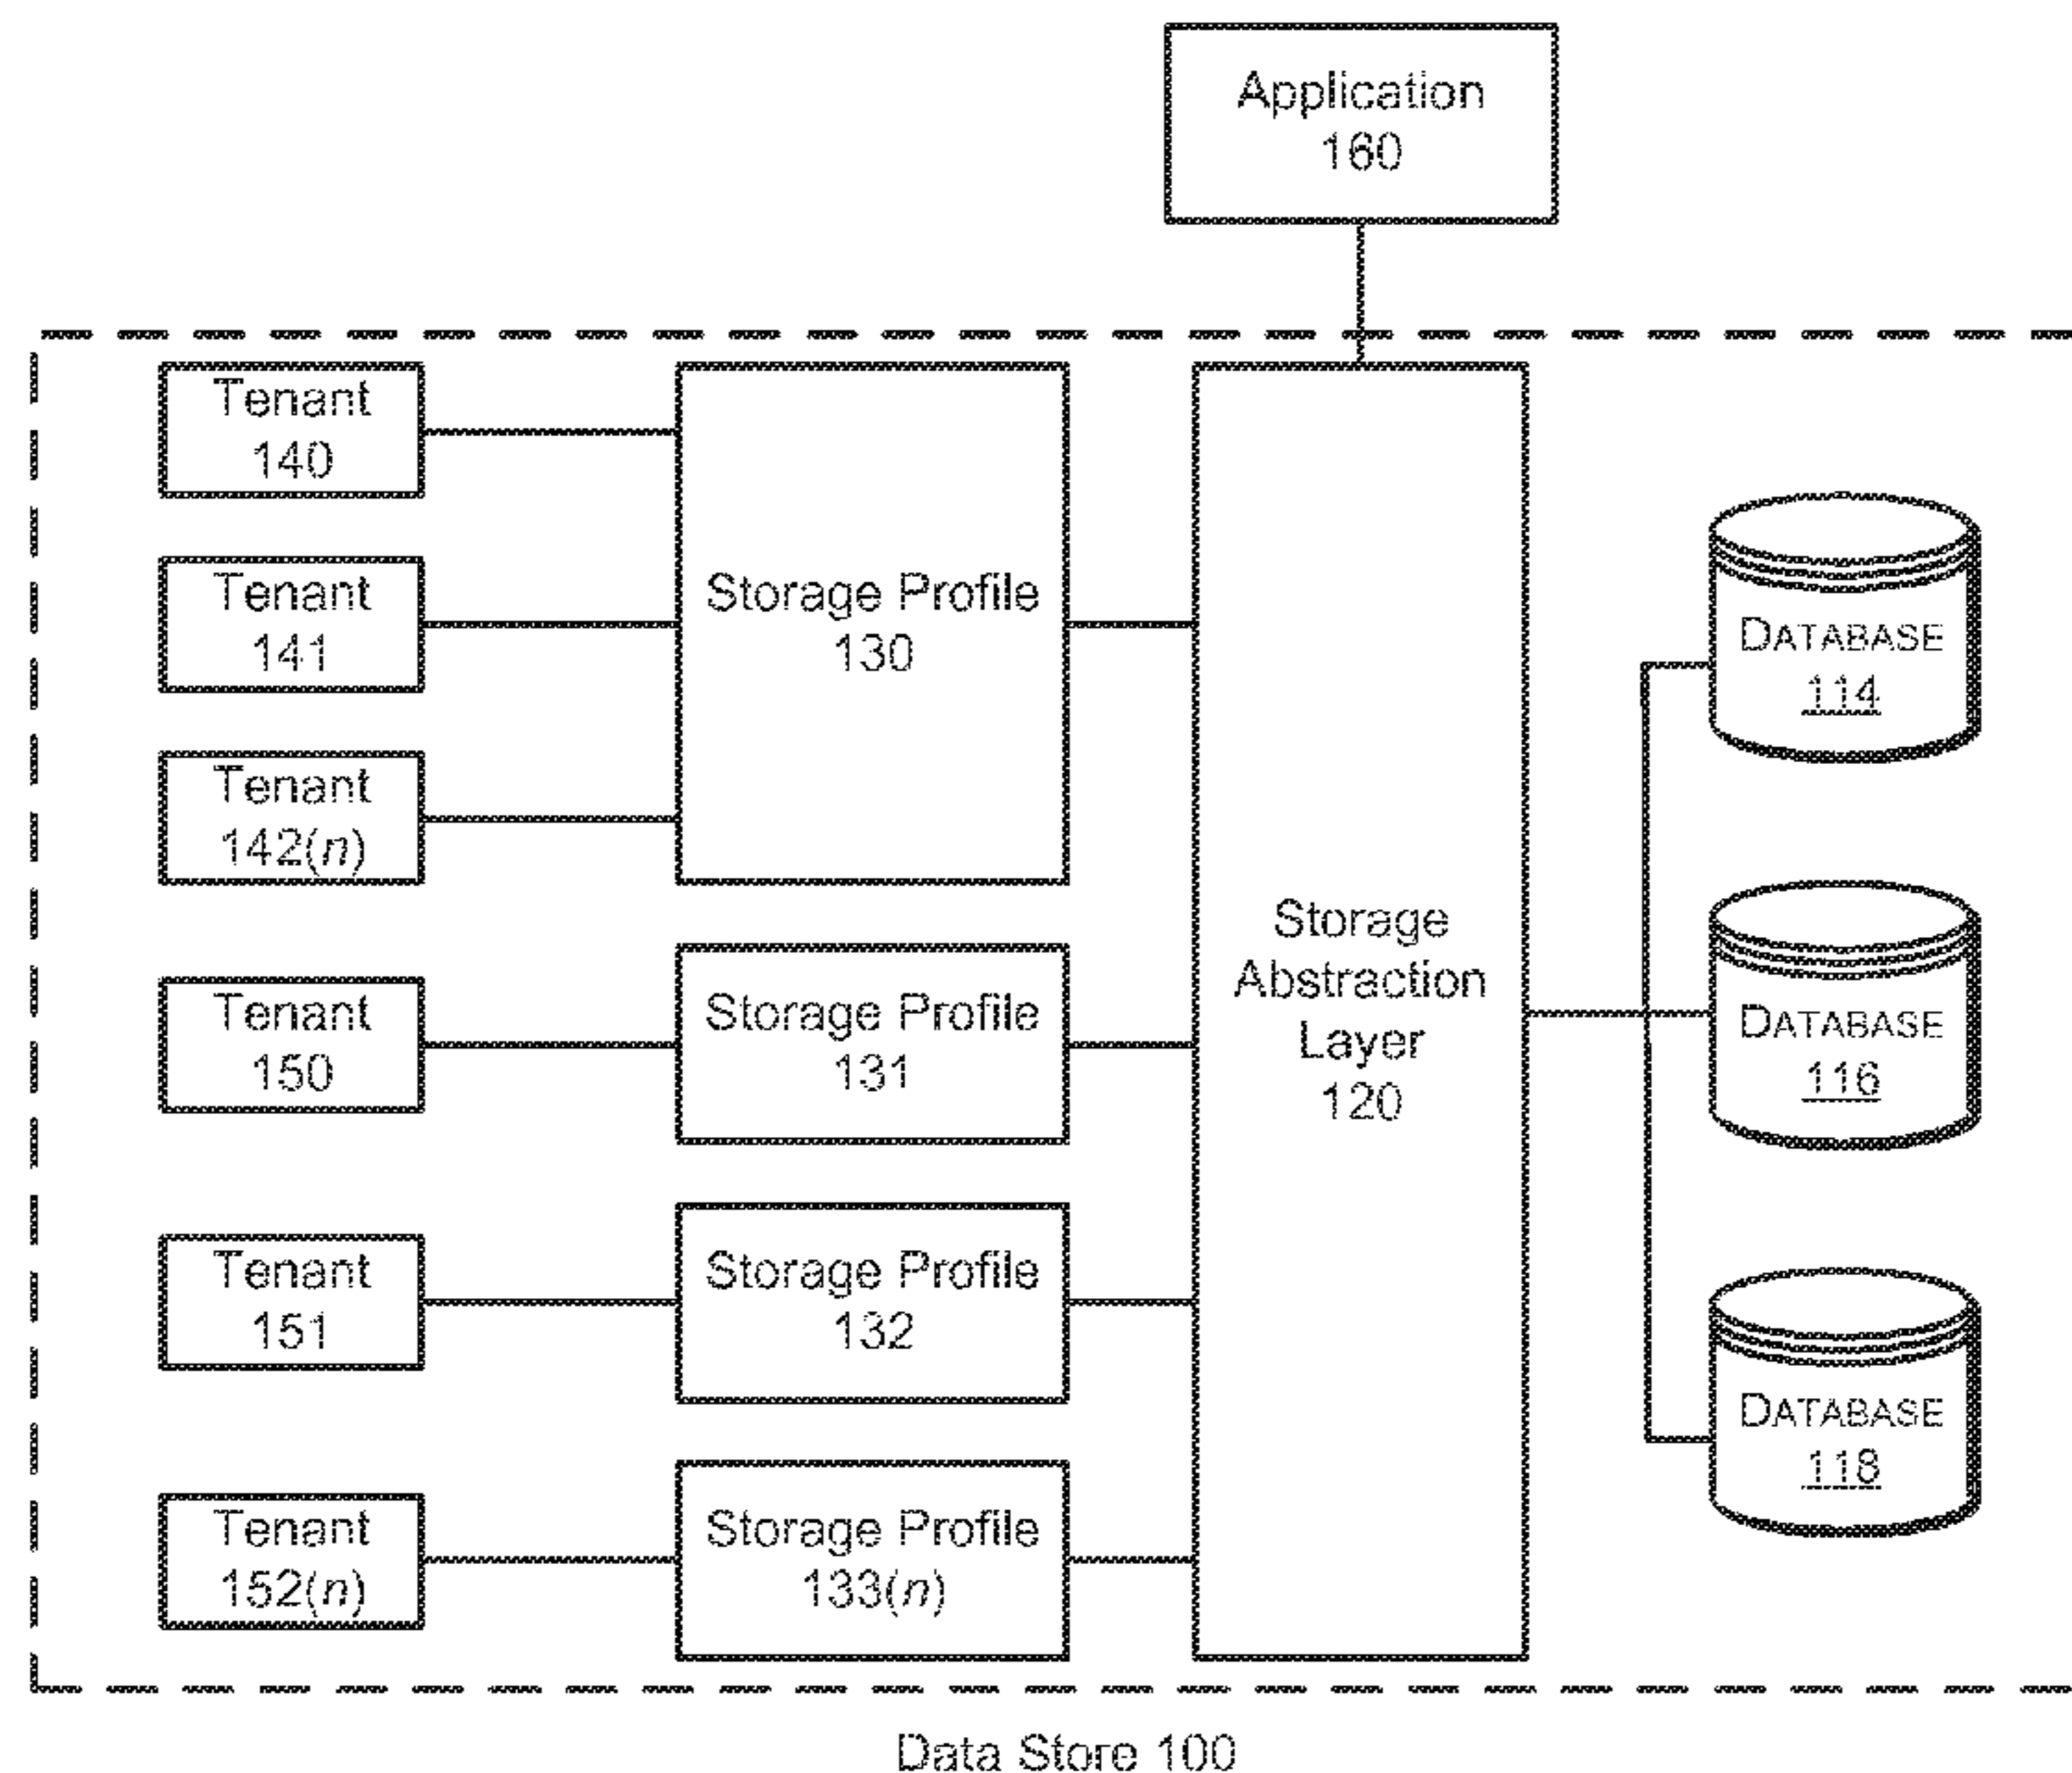 Application
160
Tenant
140
Tenant
141
Tenant
142(n)
Storage Profile
130
Tenant
150
Storage Profile
131
Tenant
151
Storage Profile
132
Tenant
152(n)
Storage Profile
133(n)
Storage
Abstraction
Layer
120
DATABASE
114
DATABASE
116
DATABASE
118
Data Store 100